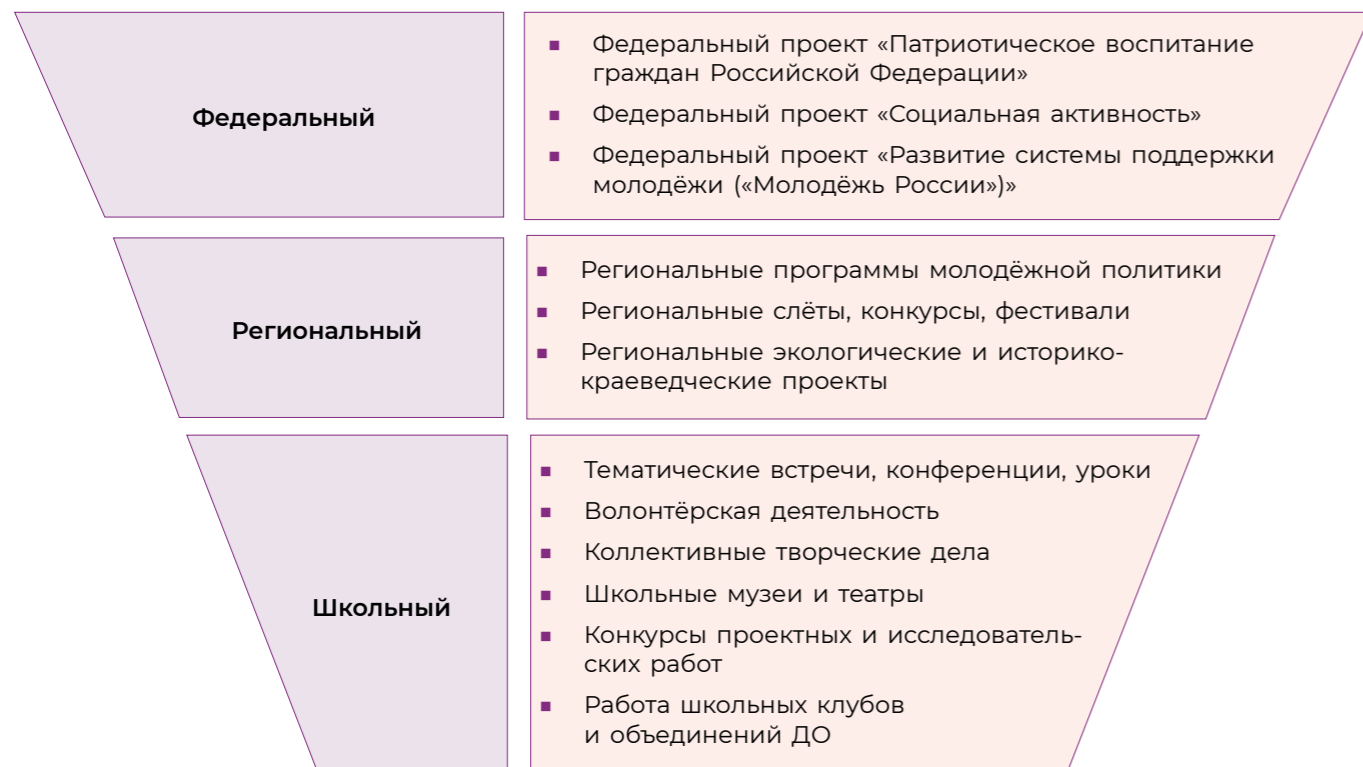 Федеральный
▪ Федеральный проект «Патриотическое воспитание
граждан Российской Федерации»
▪ Федеральный проект «Социальная активность»
▪ Федеральный проект «Развитие системы поддержки
молодёжи («Молодёжь России»)»
Региональный
▪ Региональные программы молодёжной политики
▪ Региональные слёты, конкурсы, фестивали
▪ Региональные экологические и историко-
краеведческие проекты
Школьный
▪ Тематические встречи, конференции, уроки
▪ Волонтёрская деятельность
▪ Коллективные творческие дела
▪ Школьные музеи и театры
▪ Конкурсы проектных и исследователь-
ских работ
▪ Работа школьных клубов
и объединений ДО